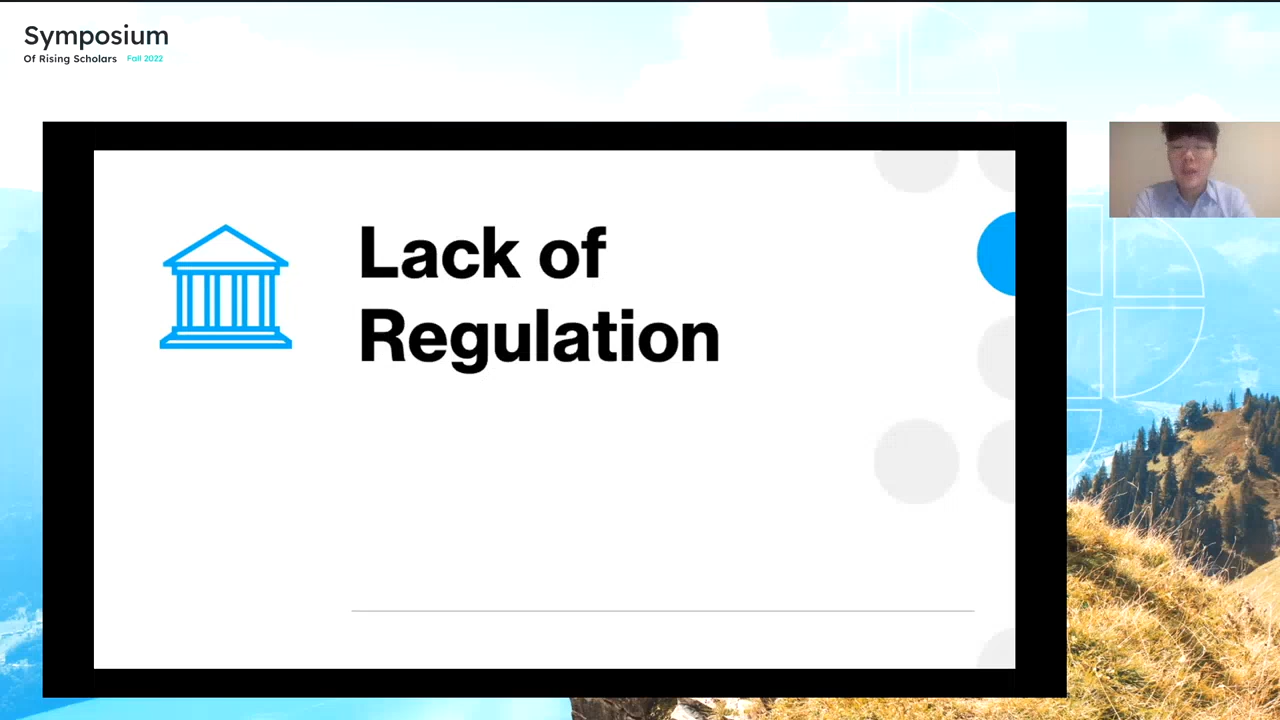 Symposium
Of Rising Scholars Fall 2022
Lack of
Regulation